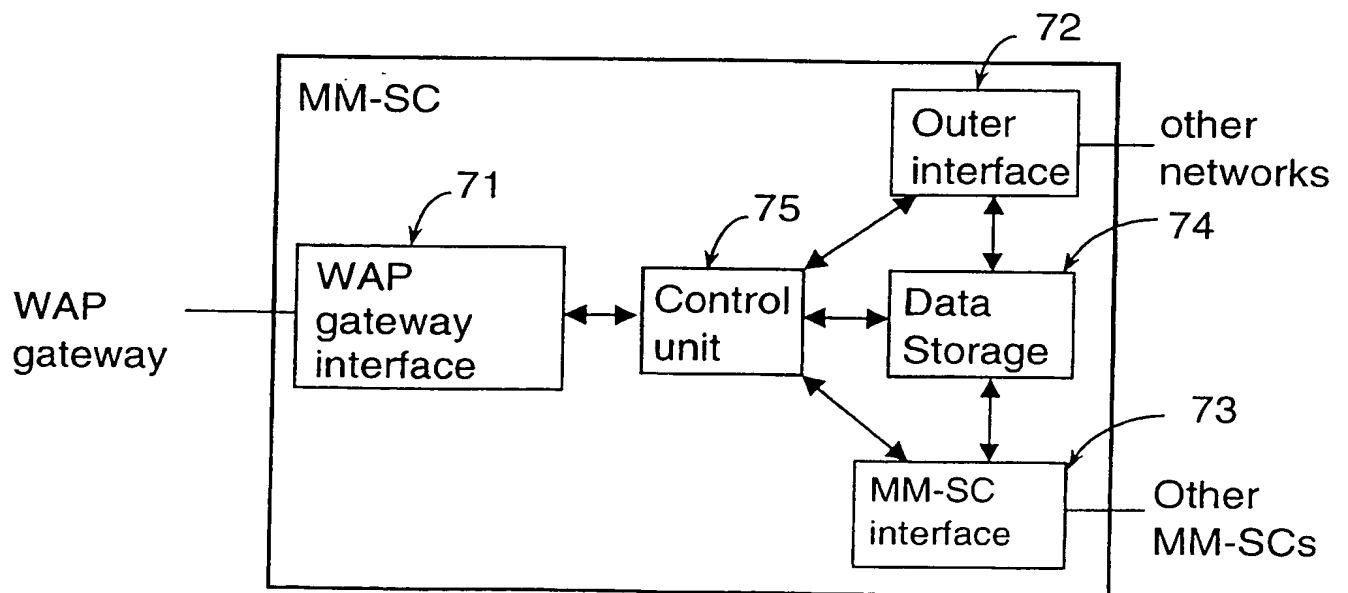 72
MM-SC
Outer
interface
other
networks
71
75
74
WAP
gateway
WAP
gateway
interface
Control
unit
Data
Storage
73
MM-SC
interface
Other
MM-SCs